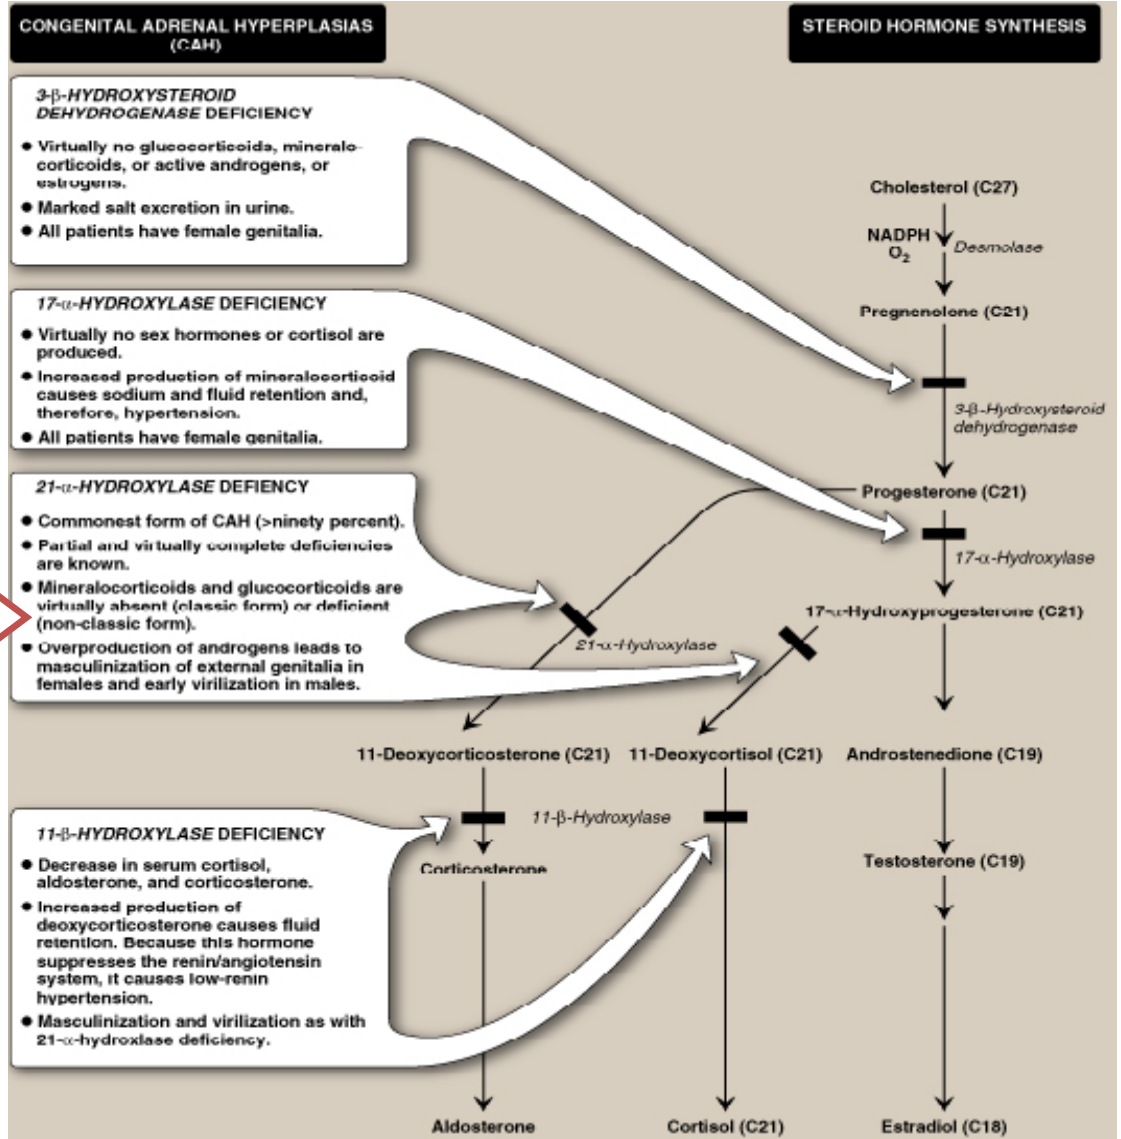 CONGENITAL ADRENAL HYPERPLASIAS
(CAH)
STEROID HORMONE SYNTHESIS
3-β-HYDROXYSTEROID
DEHYDROGENASE DEFICIENCY
● Virtually no glucocorticoids, mineralo-
corticoids, or active androgens, or
estrogens.
● Marked salt excretion in urine.
● All patients have female genitalia.
17-α-HYDROXYLASE DEFICIENCY
● Virtually no sex hormones or cortisol are
produced.
● Increased production of mineralocorticoid
causes sodium and fluid retention and,
therefore, hypertension.
● All patients have female genitalia.
21-α-HYDROXYLASE DEFIENCY
● Commonest form of CAH (>ninety percent).
● Partial and virtually complete deficiencies
are known.
● Mineralocorticoids and glucocorticoids are
virtually absent (classic form) or deficient
(non-classic form).
● Overproduction of androgens leads to
masculinization of external genitalia in
females and early virilization in males.
11-β-HYDROXYLASE DEFICIENCY
● Decrease in serum cortisol,
aldosterone, and corticosterone.
● Increased production of
deoxycorticosterone causes fluid
retention. Because this hormone
suppresses the renin/angiotensin
system, it causes low-renin
hypertension.
● Masculinization and virilization as with
21-α-hydroxlase deficiency.
Cholesterol (C27)
NADPH
O2
Desmolase
Pregnenolone (C21)
3-β-Hydroxysteroid
dehydrogenase
Progesterone (C21)
17-α-Hydroxylase
17-α-Hydroxyprogesterone (C21)
21-α-Hydroxylase
11-Deoxycorticosterone (C21)
11-Deoxycortisol (C21)
Androstenedione (C19)
11-β-Hydroxylase
Corticosterone
Testosterone (C19)
Aldosterone
Cortisol (C21)
Estradiol (C18)